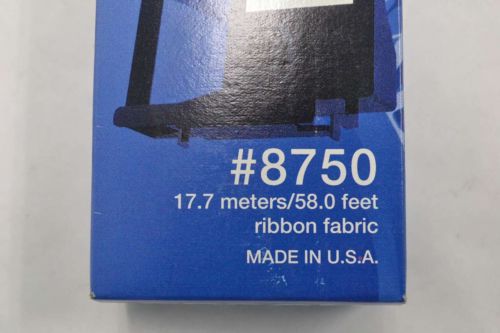 #8750
17.7 meters/58.0 feet
ribbon fabric
MADE IN U.S.A.